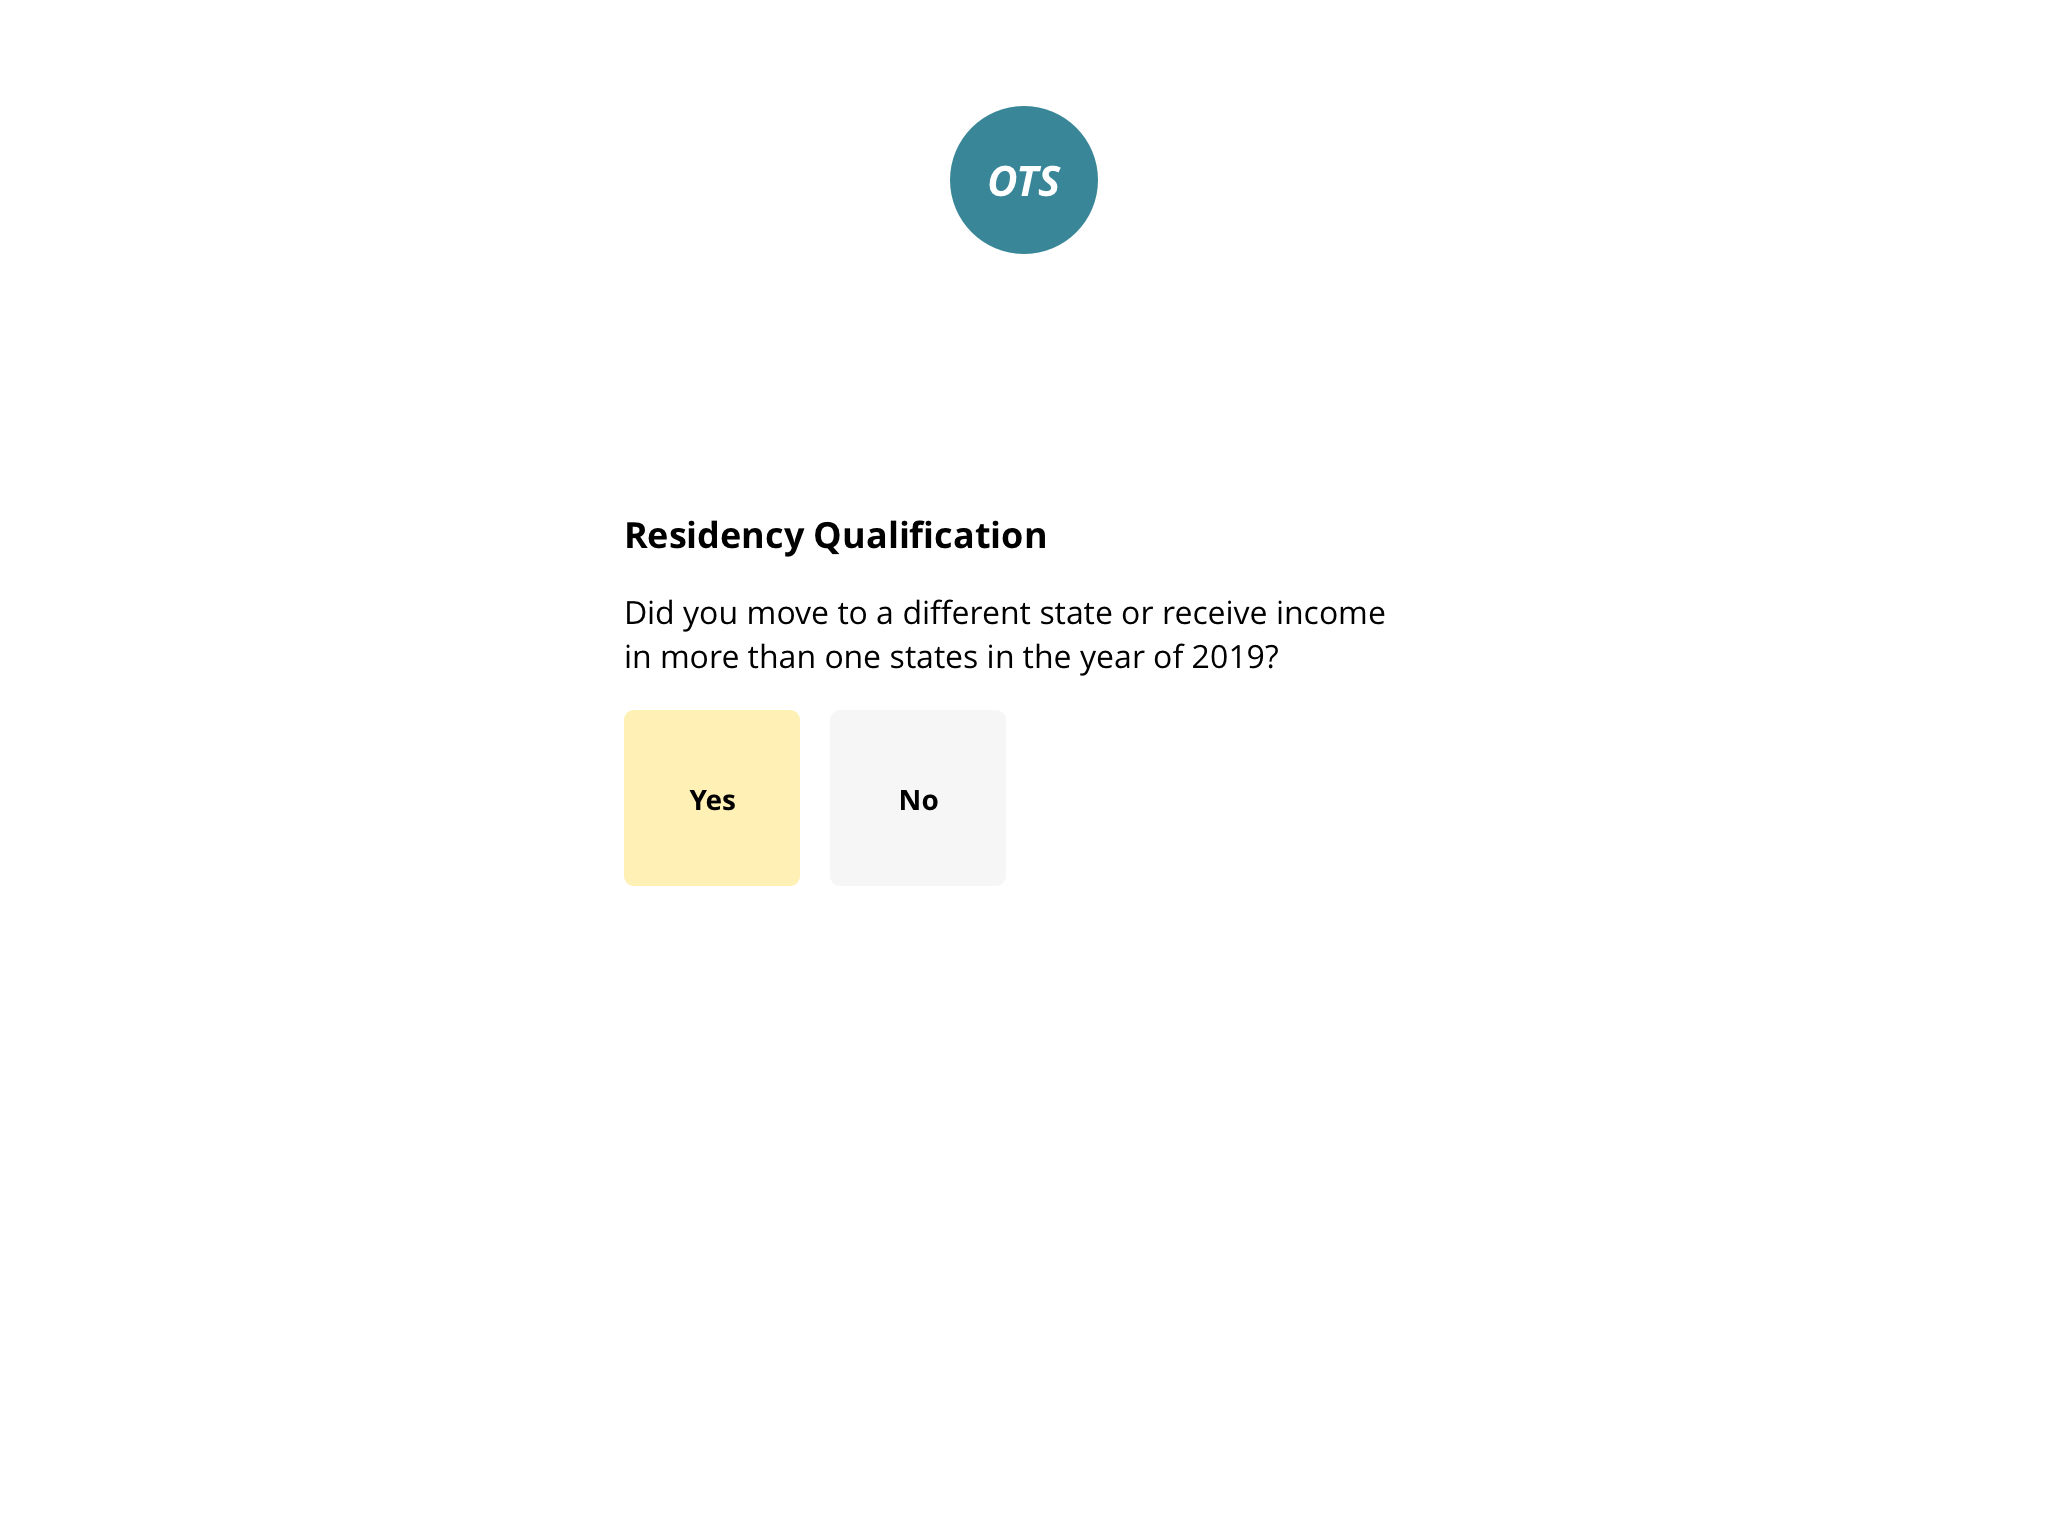 OTS
Residency Qualification
Did you move to a different state or receive income
in more than one states in the year of 2019?
Yes
No